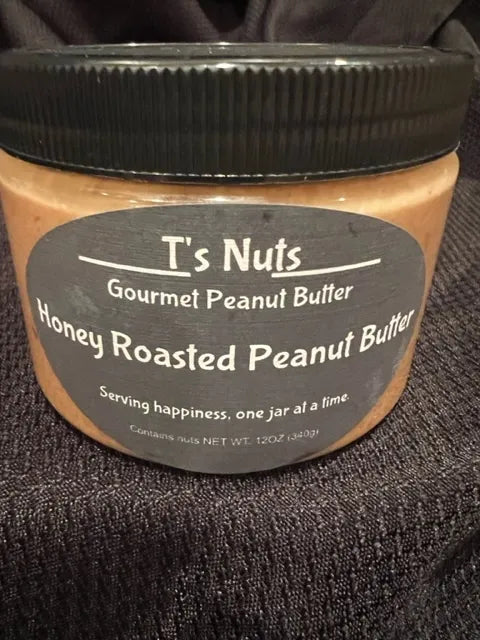 T's Nuts
Gourmet Peanut Butter
Honey Roasted Peanut Butter
Serving happiness, one jar at a time.
Contains nuts NET WT. 12OZ (340g)